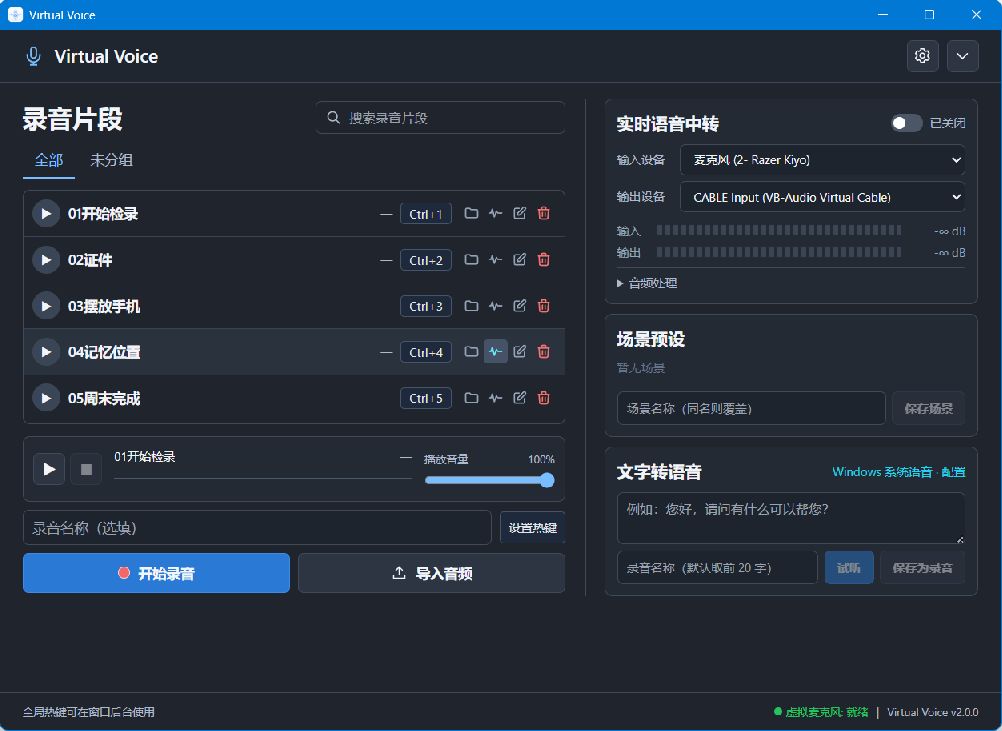 Virtual Voice
Virtual Voice
录音片段
搜索录音片段
全部 未分组
01开始检录 — Ctrl+1
02证件 — Ctrl+2
03摆放手机 Ctrl+3
04记忆位置 — Ctrl+4
05周末完成 Ctrl+5
01开始检录 — 播放音量 100%
录音名称（选填） 设置热键
开始录音 导入音频
实时语音中转 已关闭
输入设备 麦克风 (2- Razer Kiyo)
输出设备 CABLE Input (VB-Audio Virtual Cable)
输入 -∞ dB
输出 -∞ dB
音频处理
场景预设
暂无场景
场景名称（同名则覆盖） 保存场景
文字转语音 Windows 系统语音 · 配置
例如：您好，请问有什么可以帮您？
录音名称（默认取前 20 字） 试听 保存为录音
全局热键可在窗口后台使用 虚拟麦克风: 就绪 | Virtual Voice v2.0.0